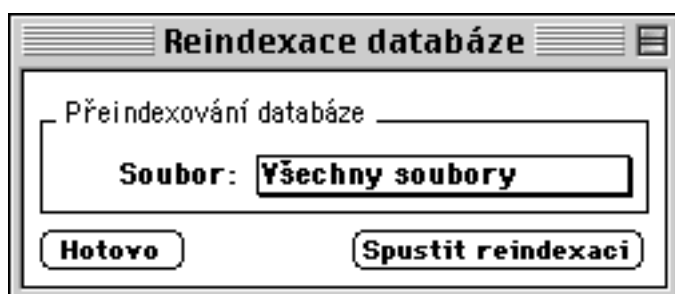 Reindexace databáze
Přeindexování databáze
Soubor: Všechny soubory
Hotovo Spustit reindexaci